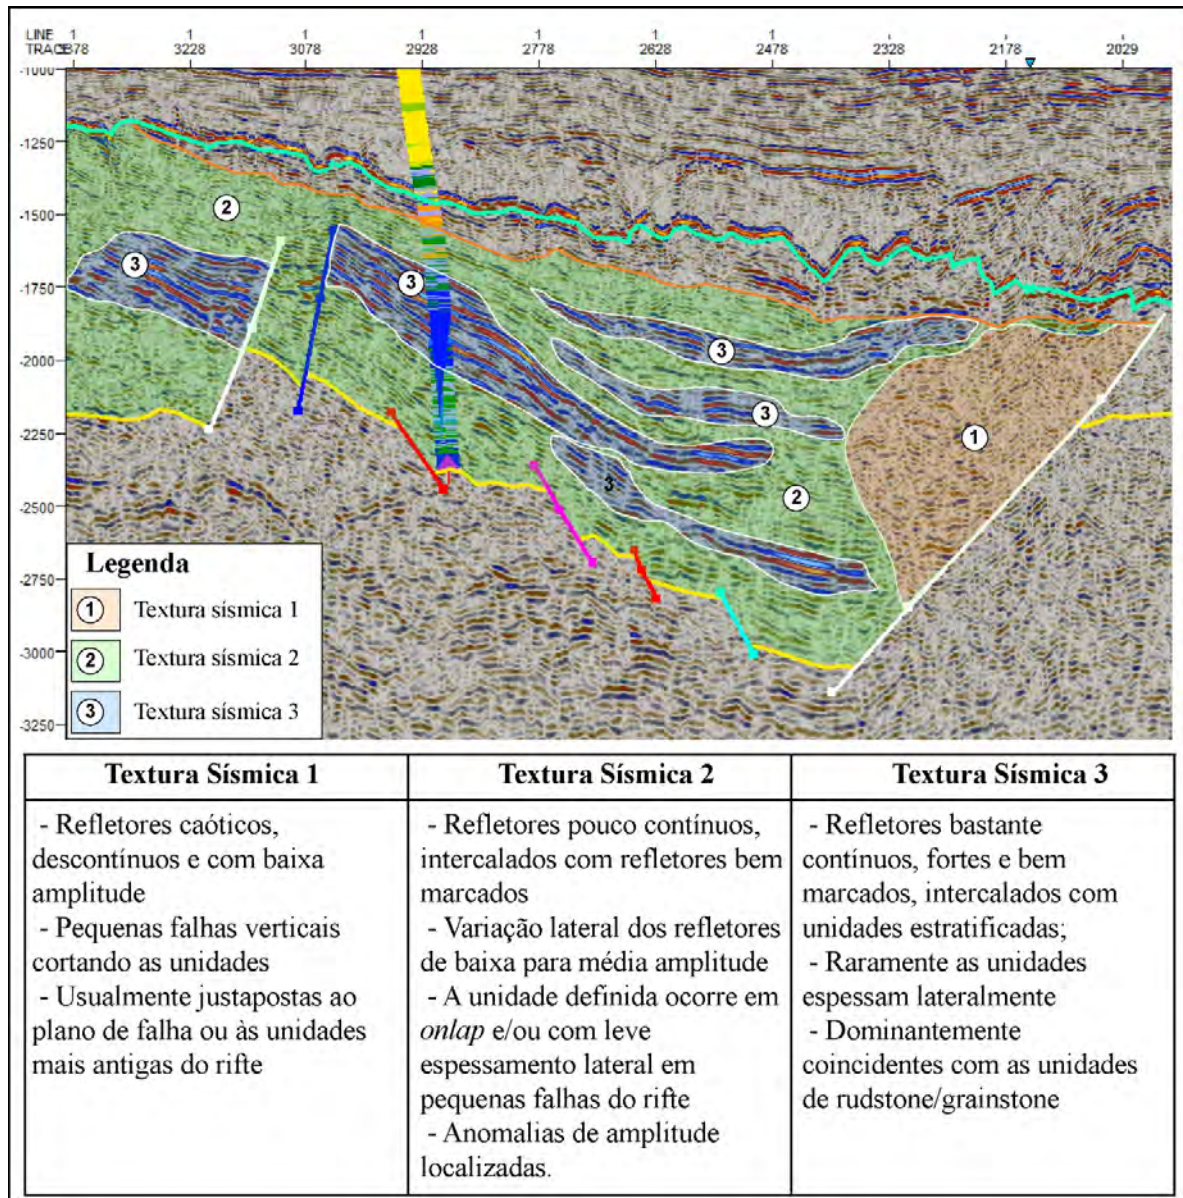 LINE 1 1 1 1 1 1 1 1 1 1
TRACE 5378 3228 3078 2928 2778 2628 2478 2328 2178 2029
-1000
-1250
-1500
-1750
-2000
-2250
-2500
-2750
-3000
-3250
2
3
3
3
3
1
3
2
Legenda
1 Textura sísmica 1
2 Textura sísmica 2
3 Textura sísmica 3
Textura Sísmica 1
- Refletores caóticos,
descontínuos e com baixa
amplitude
- Pequenas falhas verticais
cortando as unidades
- Usualmente justapostas ao
plano de falha ou às unidades
mais antigas do rifte
Textura Sísmica 2
- Refletores pouco contínuos,
intercalados com refletores bem
marcados
- Variação lateral dos refletores
de baixa para média amplitude
- A unidade definida ocorre em
onlap e/ou com leve
espessamento lateral em
pequenas falhas do rifte
- Anomalias de amplitude
localizadas.
Textura Sísmica 3
- Refletores bastante
contínuos, fortes e bem
marcados, intercalados com
unidades estratificadas;
- Raramente as unidades
espessam lateralmente
- Dominantemente
coincidentes com as unidades
de rudstone/grainstone